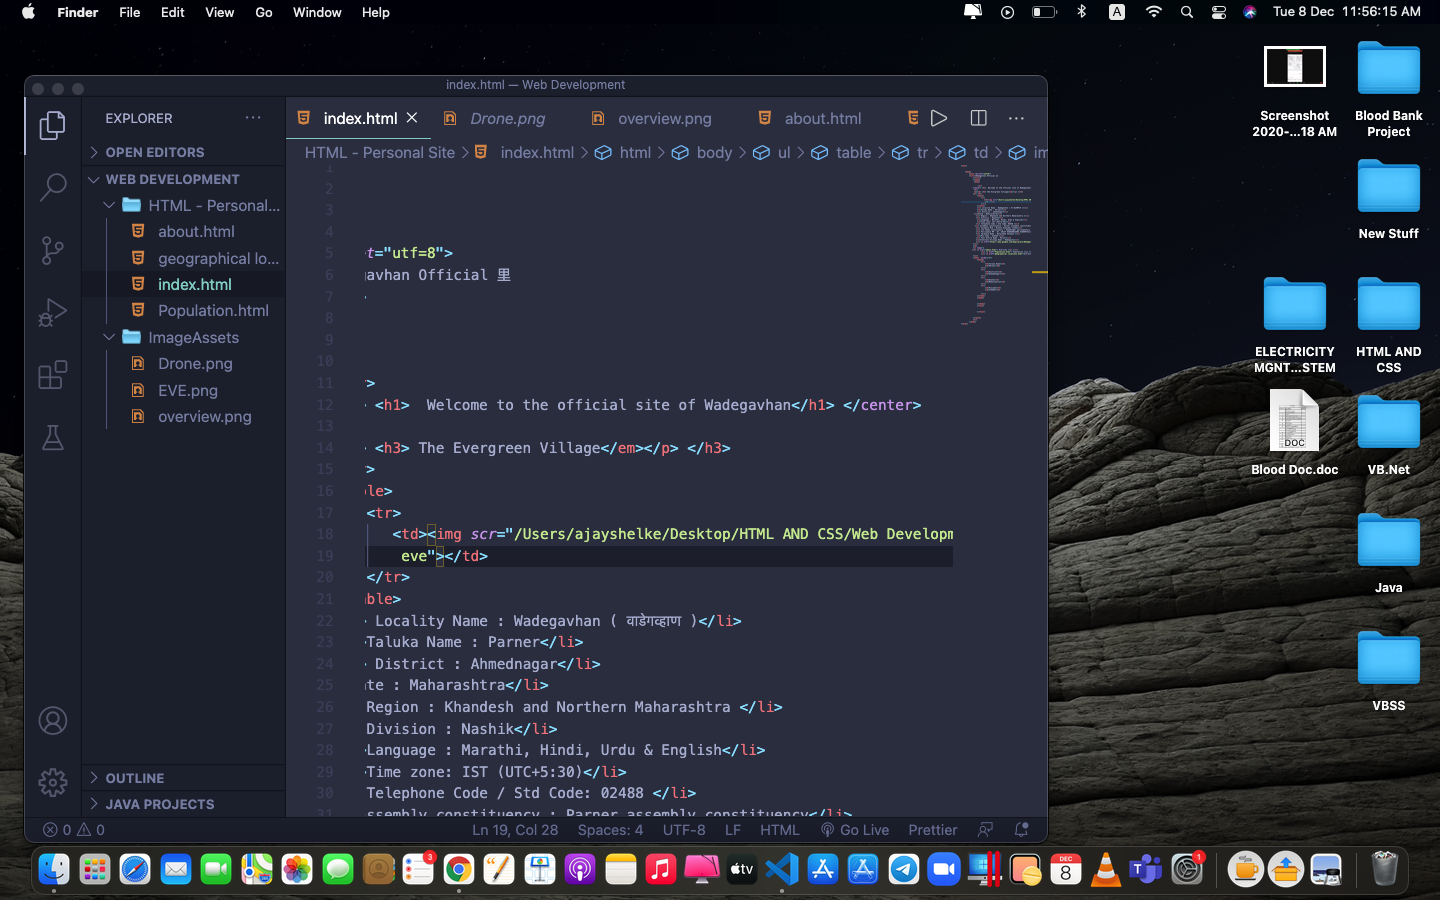 Finder File Edit View Go Window Help
A
Tue 8 Dec 11:56:15 AM
index.html — Web Development
EXPLORER
OPEN EDITORS
WEB DEVELOPMENT
HTML - Personal...
about.html
geographical lo...
index.html
Population.html
ImageAssets
Drone.png
EVE.png
overview.png
OUTLINE
JAVA PROJECTS
index.html Drone.png overview.png about.html
HTML - Personal Site > index.html > html > body > ul > table > tr > td > im
1
2
3
4
5 t="utf=8">
6 avhan Official 里
7
8
9
10
11 >
12 <h1> Welcome to the official site of Wadegavhan</h1> </center>
13
14 <h3> The Evergreen Village</em></p> </h3>
15 >
16 le>
17 <tr>
18 <td><img scr="/Users/ajayshelke/Desktop/HTML AND CSS/Web Developm
19 eve"></td>
20 </tr>
21 ble>
22 Locality Name : Wadegavhan ( वाडेगव्हाण )</li>
23 Taluka Name : Parner</li>
24 District : Ahmednagar</li>
25 te : Maharashtra</li>
26 Region : Khandesh and Northern Maharashtra </li>
27 Division : Nashik</li>
28 Language : Marathi, Hindi, Urdu & English</li>
29 Time zone: IST (UTC+5:30)</li>
30 Telephone Code / Std Code: 02488 </li>
31 ssembly constituency : Parner assembly constituency</li>
0 0
Ln 19, Col 28 Spaces: 4 UTF-8 LF HTML Go Live Prettier
Screenshot
2020-...18 AM
Blood Bank
Project
New Stuff
ELECTRICITY
MGNT...STEM
HTML AND
CSS
DOC
Blood Doc.doc
VB.Net
Java
VBSS
3
tv
DEC
8
1